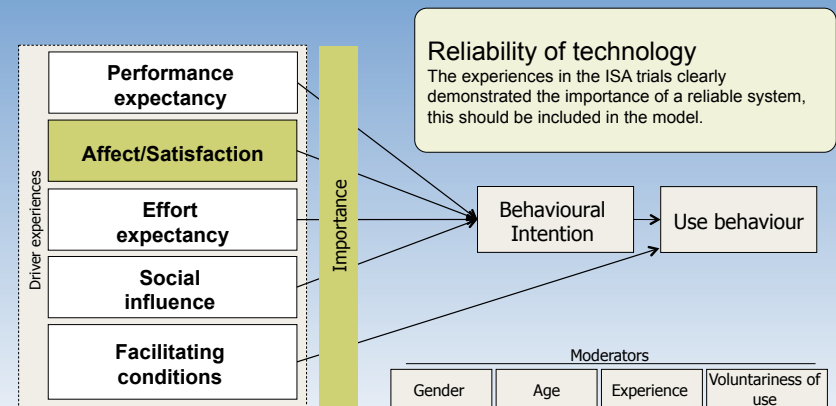 Reliability of technology
The experiences in the ISA trials clearly
demonstrated the importance of a reliable system,
this should be included in the model.
Driver experiences
Performance
expectancy
Affect/Satisfaction
Effort
expectancy
Social
influence
Facilitating
conditions
Importance
Behavioural
Intention
Use behaviour
Moderators
Gender
Age
Experience
Voluntariness of
use